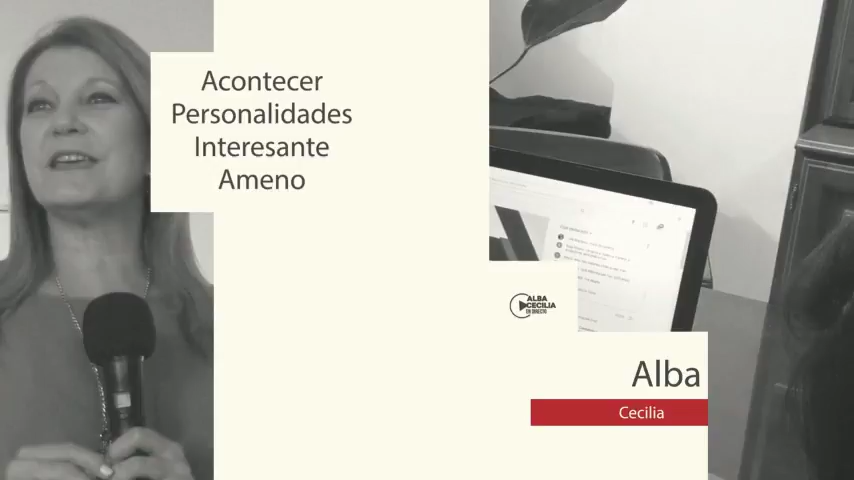 Acontecer
Personalidades
Interesante
Ameno
ALBA
CECILIA
EN DIRECTO
Alba
Cecilia